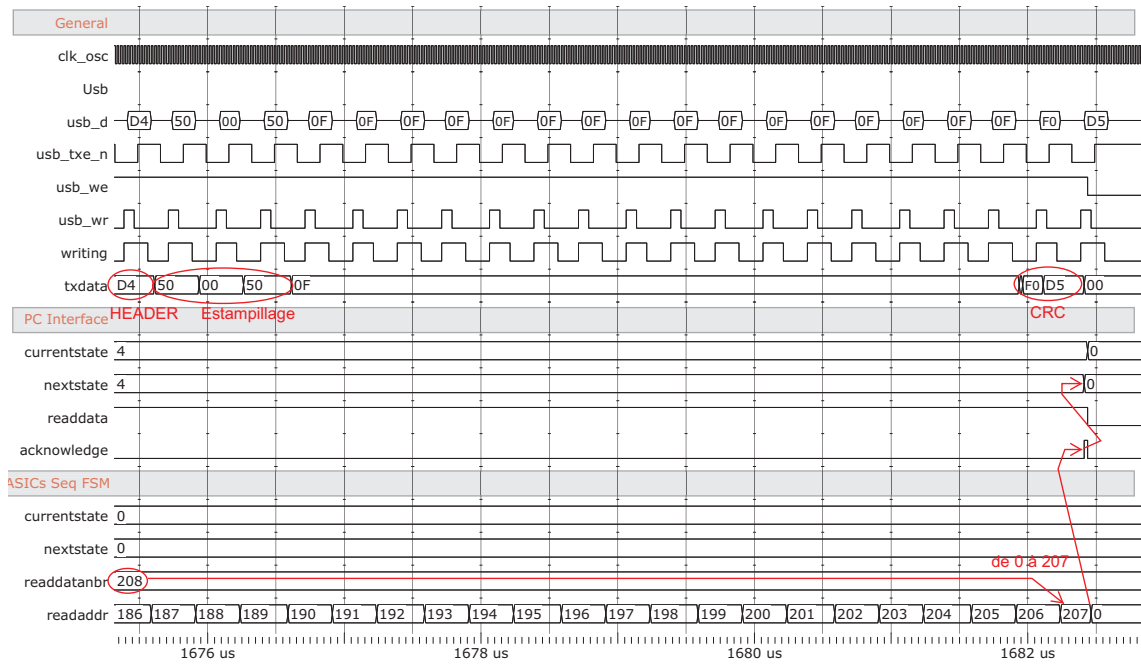 General
clk_osc
Usb
usb_d D4 50 00 50 0F 0F 0F 0F 0F 0F 0F 0F 0F 0F 0F 0F 0F 0F 0F 0F F0 D5
usb_txe_n
usb_we
usb_wr
writing
txdata D4 50 00 50 0F F0 D5 00
HEADER Estampillage CRC
PC Interface
currentstate 4 0
nextstate 4 0
readdata
acknowledge
ASICs Seq FSM
currentstate 0
nextstate 0
de 0 à 207
readdatanbr 208
readaddr 186 187 188 189 190 191 192 193 194 195 196 197 198 199 200 201 202 203 204 205 206 207 0
1676 us 1678 us 1680 us 1682 us